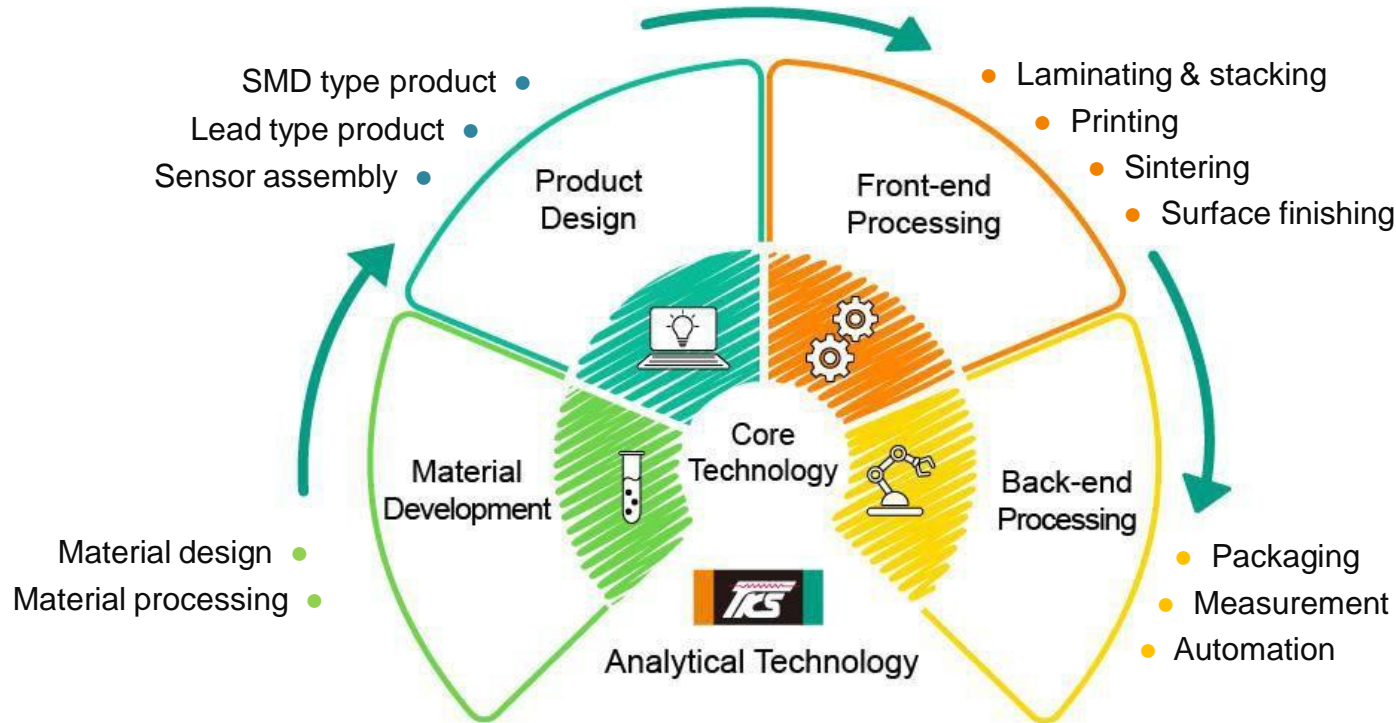 SMD type product
Lead type product
Sensor assembly
Laminating & stacking
Printing
Sintering
Surface finishing
Product
Design
Front-end
Processing
Core
Technology
Material
Development
Back-end
Processing
Material design
Material processing
Packaging
Measurement
Automation
TKS
Analytical Technology